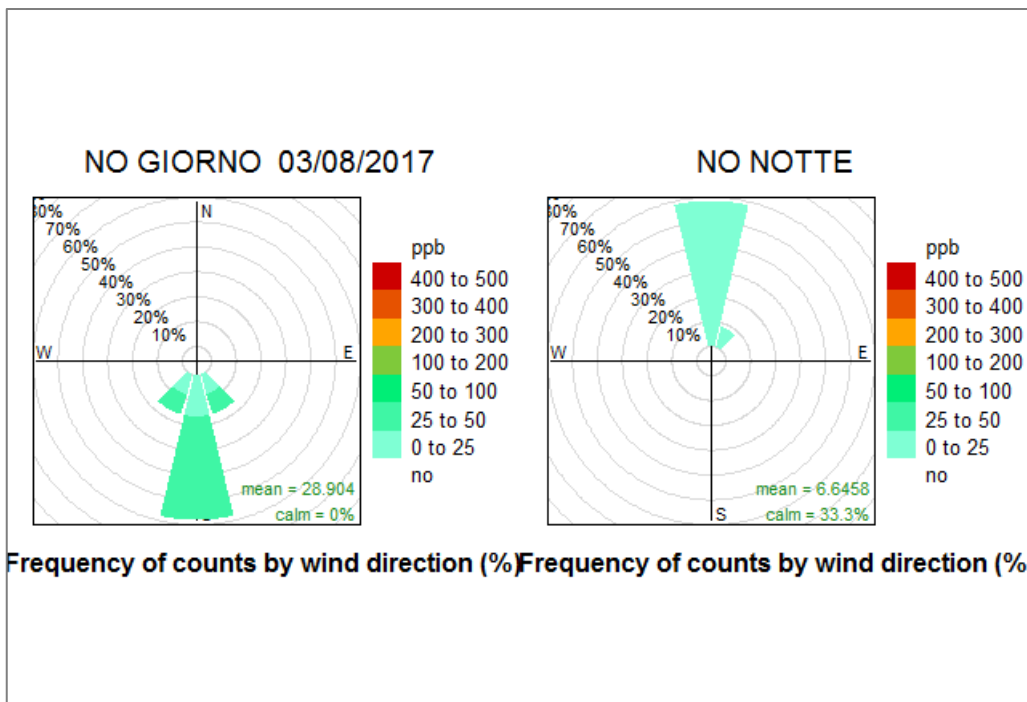 NO GIORNO 03/08/2017
N
70%
60%
50%
40%
30%
20%
10%
W
E
mean = 28.904
calm = 0%
ppb
400 to 500
300 to 400
200 to 300
100 to 200
50 to 100
25 to 50
0 to 25
no
Frequency of counts by wind direction (%)
NO NOTTE
70%
60%
50%
40%
30%
20%
10%
W
E
S
mean = 6.6458
calm = 33.3%
ppb
400 to 500
300 to 400
200 to 300
100 to 200
50 to 100
25 to 50
0 to 25
no
Frequency of counts by wind direction (%